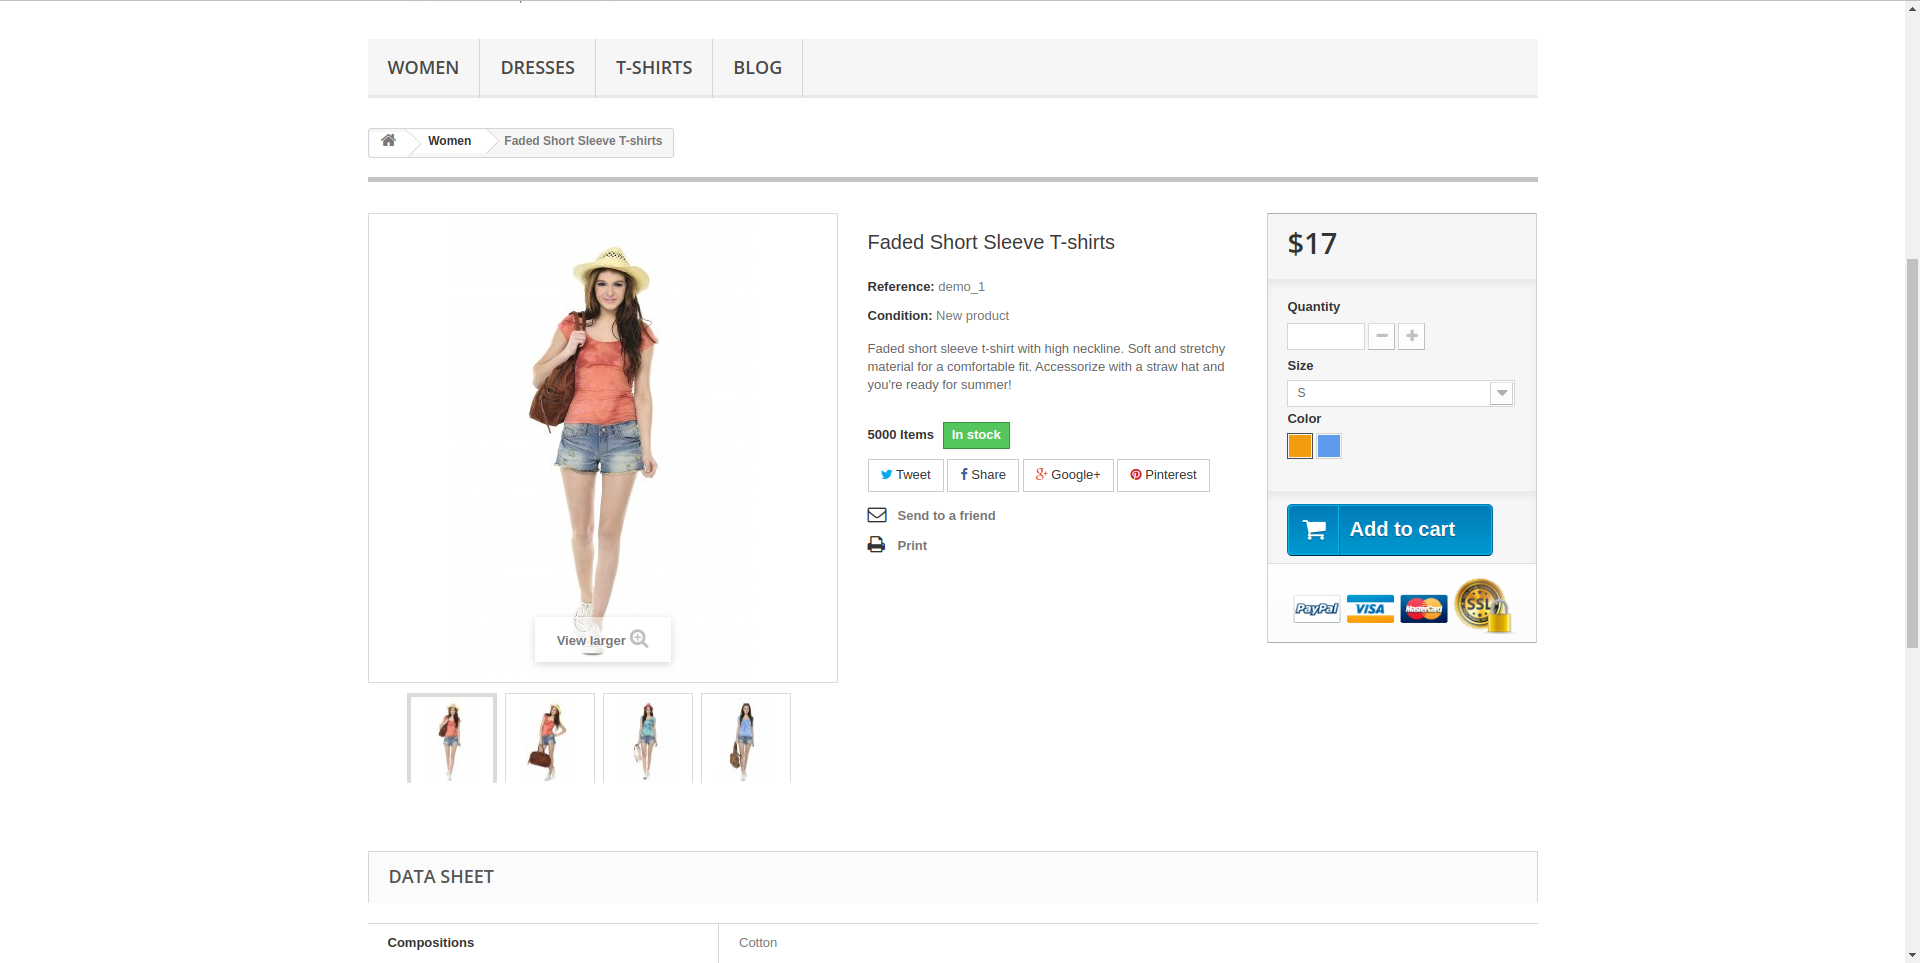 WOMEN
DRESSES
T-SHIRTS
BLOG
Women
Faded Short Sleeve T-shirts
Faded Short Sleeve T-shirts
Reference: demo_1
Condition: New product
Faded short sleeve t-shirt with high neckline. Soft and stretchy
material for a comfortable fit. Accessorize with a straw hat and
you're ready for summer!
5000 Items In stock
Tweet
Share
Google+
Pinterest
Send to a friend
Print
View larger
$17
Quantity
Size
S
Color
Add to cart
PayPal
VISA
MasterCard
SSL
DATA SHEET
Compositions
Cotton